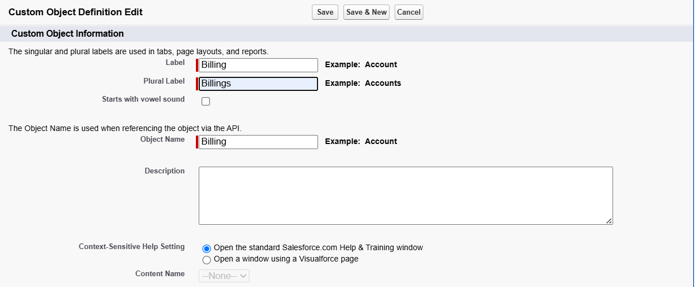 Custom Object Definition Edit Save Save & New Cancel
Custom Object Information
The singular and plural labels are used in tabs, page layouts, and reports.
Label Billing Example: Account
Plural Label Billings Example: Accounts
Starts with vowel sound
The Object Name is used when referencing the object via the API.
Object Name Billing Example: Account
Description
Context-Sensitive Help Setting Open the standard Salesforce.com Help & Training window
Open a window using a Visualforce page
Content Name --None--